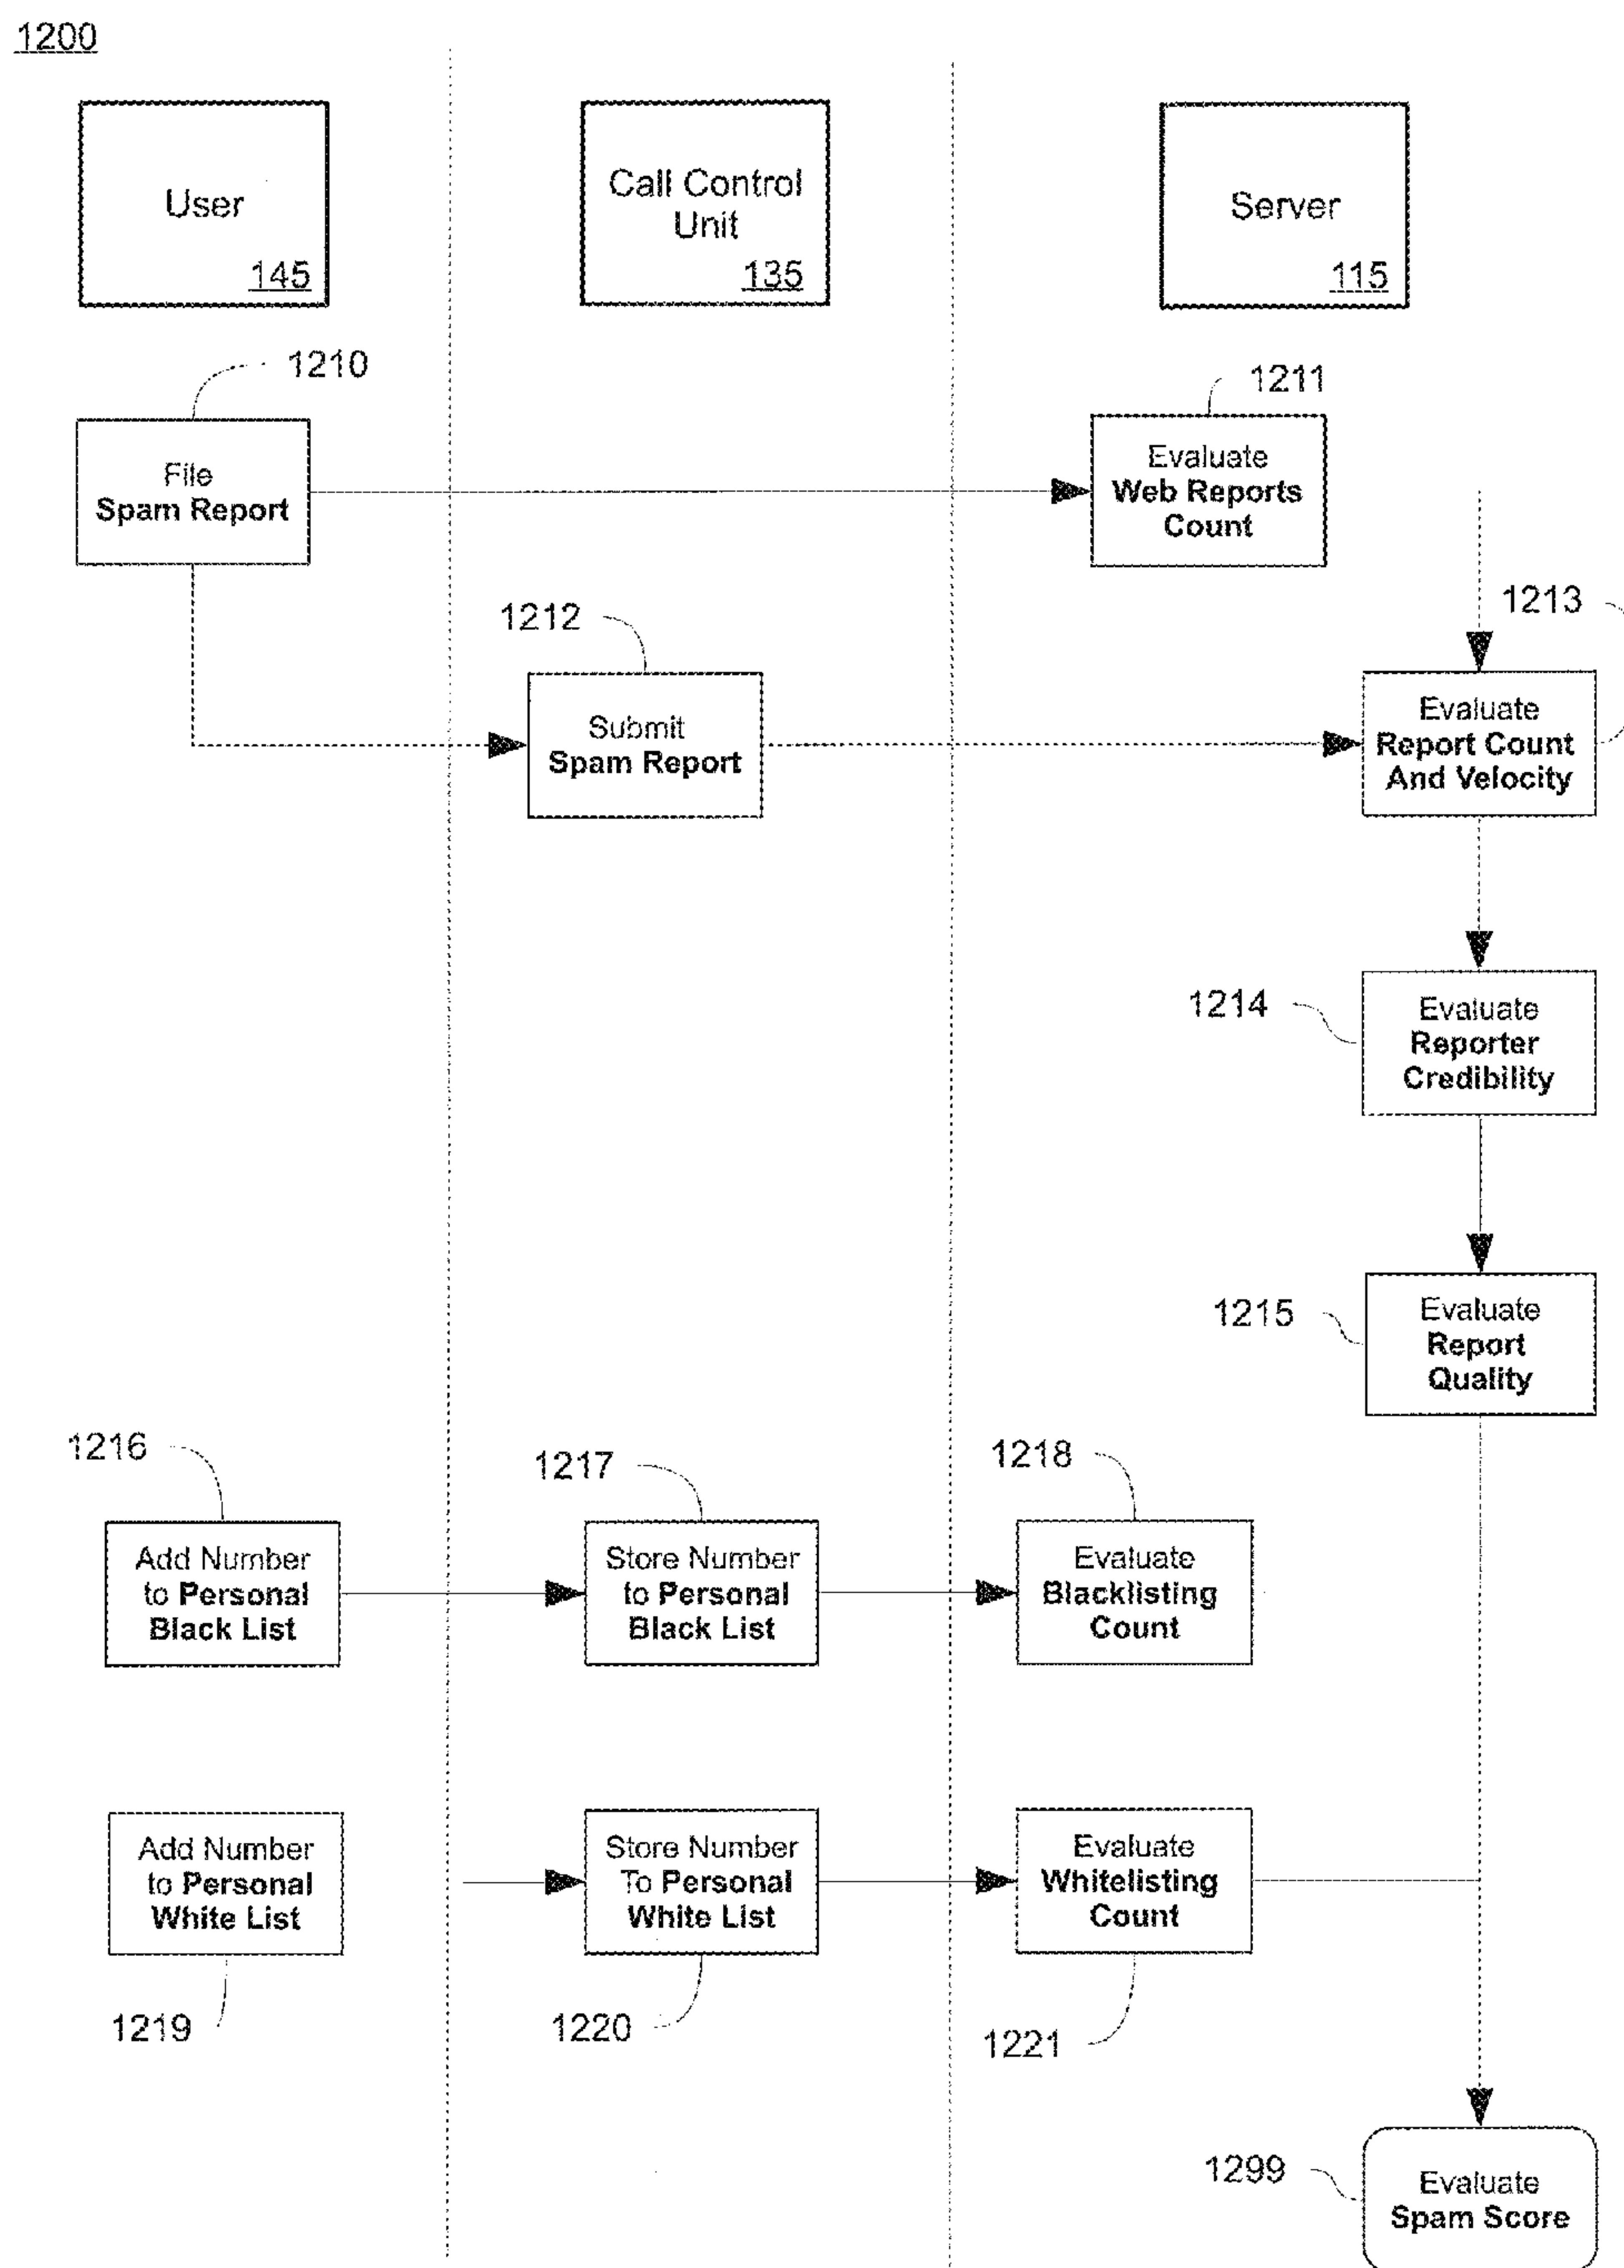 1200
User
145
Call Control
Unit
135
Server
115
1210
1211
File
Spam Report
Evaluate
Web Reports
Count
1212
1213
Submit
Spam Report
Evaluate
Report Count
And Velocity
1214
Evaluate
Reporter
Credibility
1215
Evaluate
Report
Quality
1216
1217
1218
Add Number
to Personal
Black List
Store Number
to Personal
Black List
Evaluate
Blacklisting
Count
Add Number
to Personal
White List
Store Number
To Personal
White List
Evaluate
Whitelisting
Count
1219
1220
1221
1299
Evaluate
Spam Score